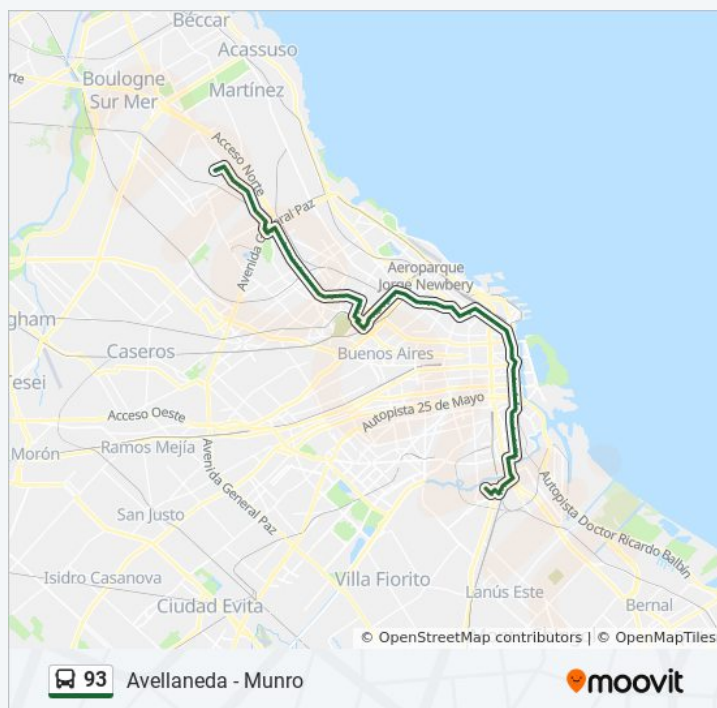 Béccar
Acassuso
Boulogne
Sur Mer
Martínez
Acceso Norte
Avenida General Paz
Aeroparque
Jorge Newbery
Caseros
Buenos Aires
Acceso Oeste
Autopista 25 de Mayo
Morón
Ramos Mejía
Avenida General Paz
San Justo
Autopista Doctor Ricardo Balbín
Isidro Casanova
Villa Fiorito
Lanús Este
Ciudad Evita
Bernal
© OpenStreetMap contributors | © OpenMapTiles
93 Avellaneda - Munro
moovit